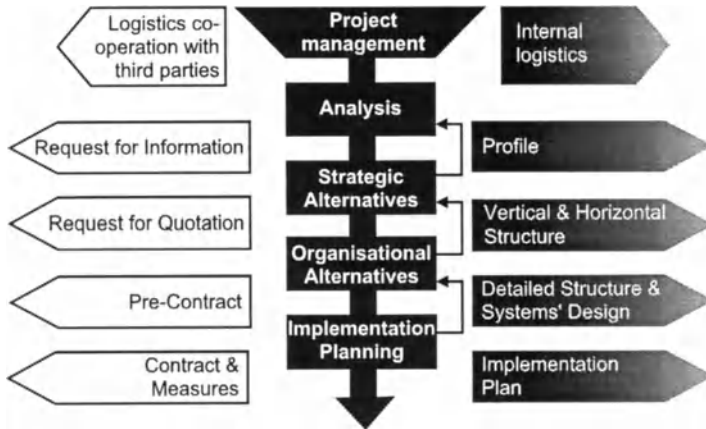 Logistics co-
operation with
third parties
Project
management
Internal
logistics
Analysis
Request for Information
Profile
Strategic
Alternatives
Request for Quotation
Vertical & Horizontal
Structure
Organisational
Alternatives
Pre-Contract
Detailed Structure &
Systems' Design
Implementation
Planning
Contract &
Measures
Implementation
Plan